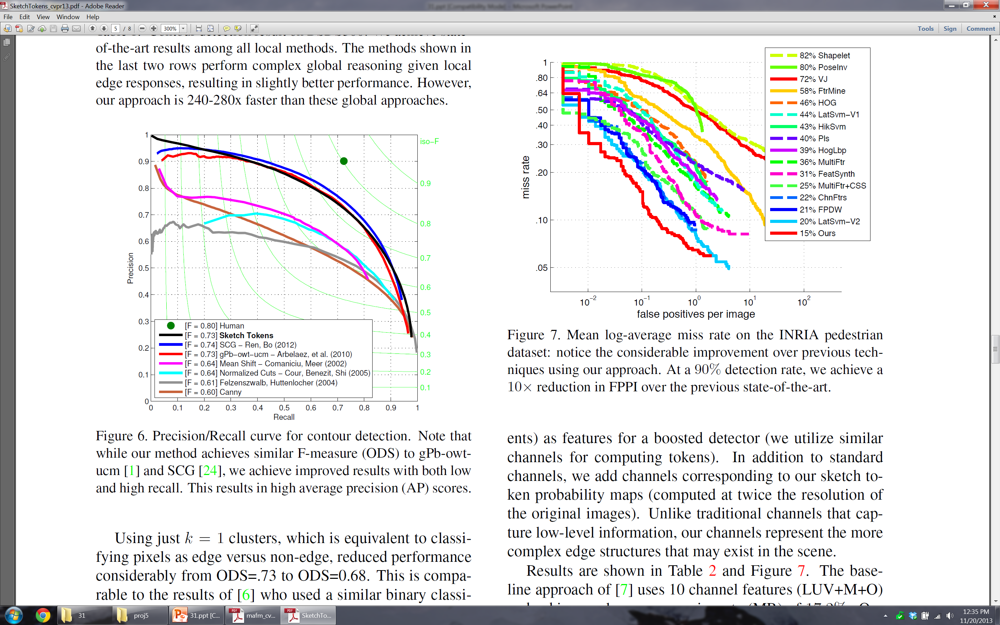 SketchTokens_cvpr13.pdf - Adobe Reader
31.ppt [Compatibility Mode] - Microsoft PowerPoint
File Edit View Window Help
5 / 8
300%
Tools Sign Comment
of-the-art results among all local methods. The methods shown in
the last two rows perform complex global reasoning given local
edge responses, resulting in slightly better performance. However,
our approach is 240-280x faster than these global approaches.
1
0.9
0.8
0.7
0.6
0.5
0.4
0.3
0.2
0.1
0
Precision
iso-F
0.9
0.8
0.7
0.6
0.5
0.4
0.3
0.2
0.1
[F = 0.80] Human
[F = 0.73] Sketch Tokens
[F = 0.74] SCG - Ren, Bo (2012)
[F = 0.73] gPb-owt-ucm - Arbelaez, et al. (2010)
[F = 0.64] Mean Shift - Comaniciu, Meer (2002)
[F = 0.64] Normalized Cuts - Cour, Benezit, Shi (2005)
[F = 0.61] Felzenszwalb, Huttenlocher (2004)
[F = 0.60] Canny
0 0.1 0.2 0.3 0.4 0.5 0.6 0.7 0.8 0.9 1
Recall
Figure 6. Precision/Recall curve for contour detection. Note that
while our method achieves similar F-measure (ODS) to gPb-owt-
ucm [1] and SCG [24], we achieve improved results with both low
and high recall. This results in high average precision (AP) scores.
Using just k = 1 clusters, which is equivalent to classi-
fying pixels as edge versus non-edge, reduced performance
considerably from ODS=.73 to ODS=0.68. This is compa-
rable to the results of [6] who used a similar binary classi-
1
.80
.64
.50
.40
.30
.20
.10
.05
miss rate
82% Shapelet
80% PoseInv
72% VJ
58% FtrMine
46% HOG
44% LatSvm-V1
43% HikSvm
40% Pls
39% HogLbp
36% MultiFtr
31% FeatSynth
25% MultiFtr+CSS
22% ChnFtrs
21% FPDW
20% LatSvm-V2
15% Ours
10^-2 10^-1 10^0 10^1 10^2
false positives per image
Figure 7. Mean log-average miss rate on the INRIA pedestrian
dataset: notice the considerable improvement over previous tech-
niques using our approach. At a 90% detection rate, we achieve a
10× reduction in FPPI over the previous state-of-the-art.
ents) as features for a boosted detector (we utilize similar
channels for computing tokens). In addition to standard
channels, we add channels corresponding to our sketch to-
ken probability maps (computed at twice the resolution of
the original images). Unlike traditional channels that cap-
ture low-level information, our channels represent the more
complex edge structures that may exist in the scene.
Results are shown in Table 2 and Figure 7. The base-
line approach of [7] uses 10 channel features (LUV+M+O)
31
proj5
31.ppt [C...
mafm_cv...
SketchTo...
12:35 PM
11/20/2013